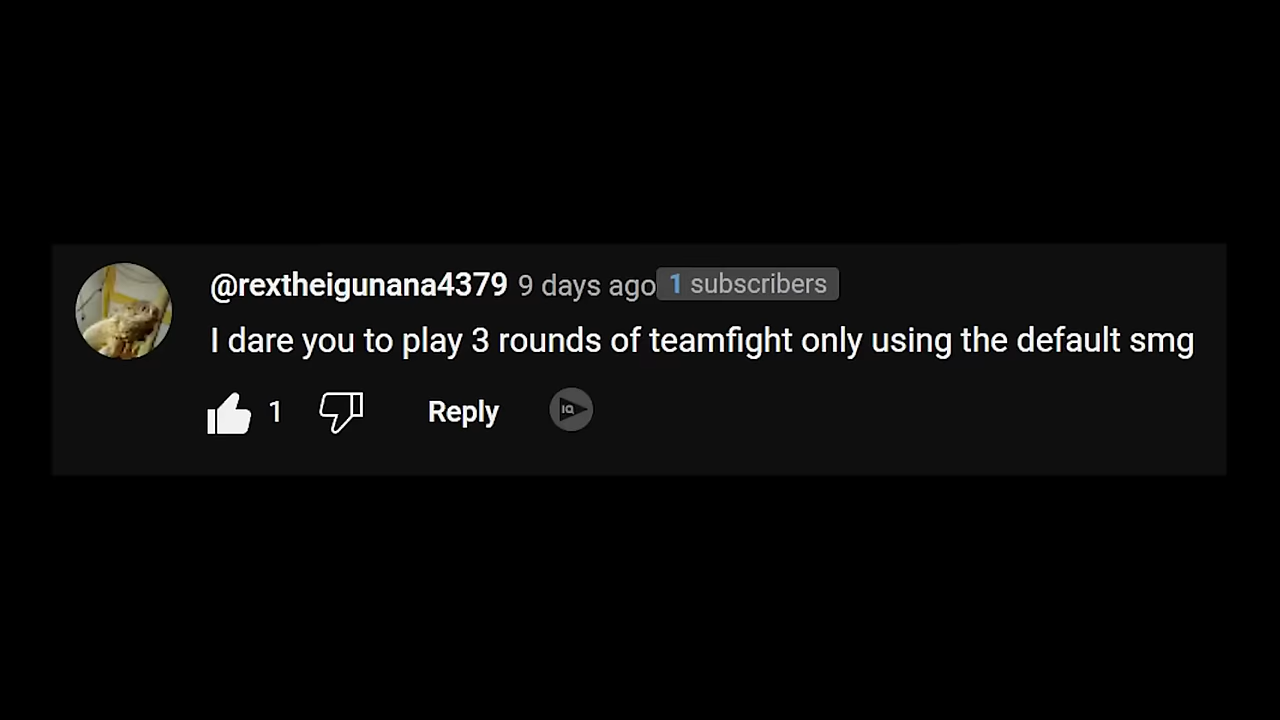 @rextheigunana4379 9 days ago 1 subscribers
I dare you to play 3 rounds of teamfight only using the default smg
1 Reply IQ